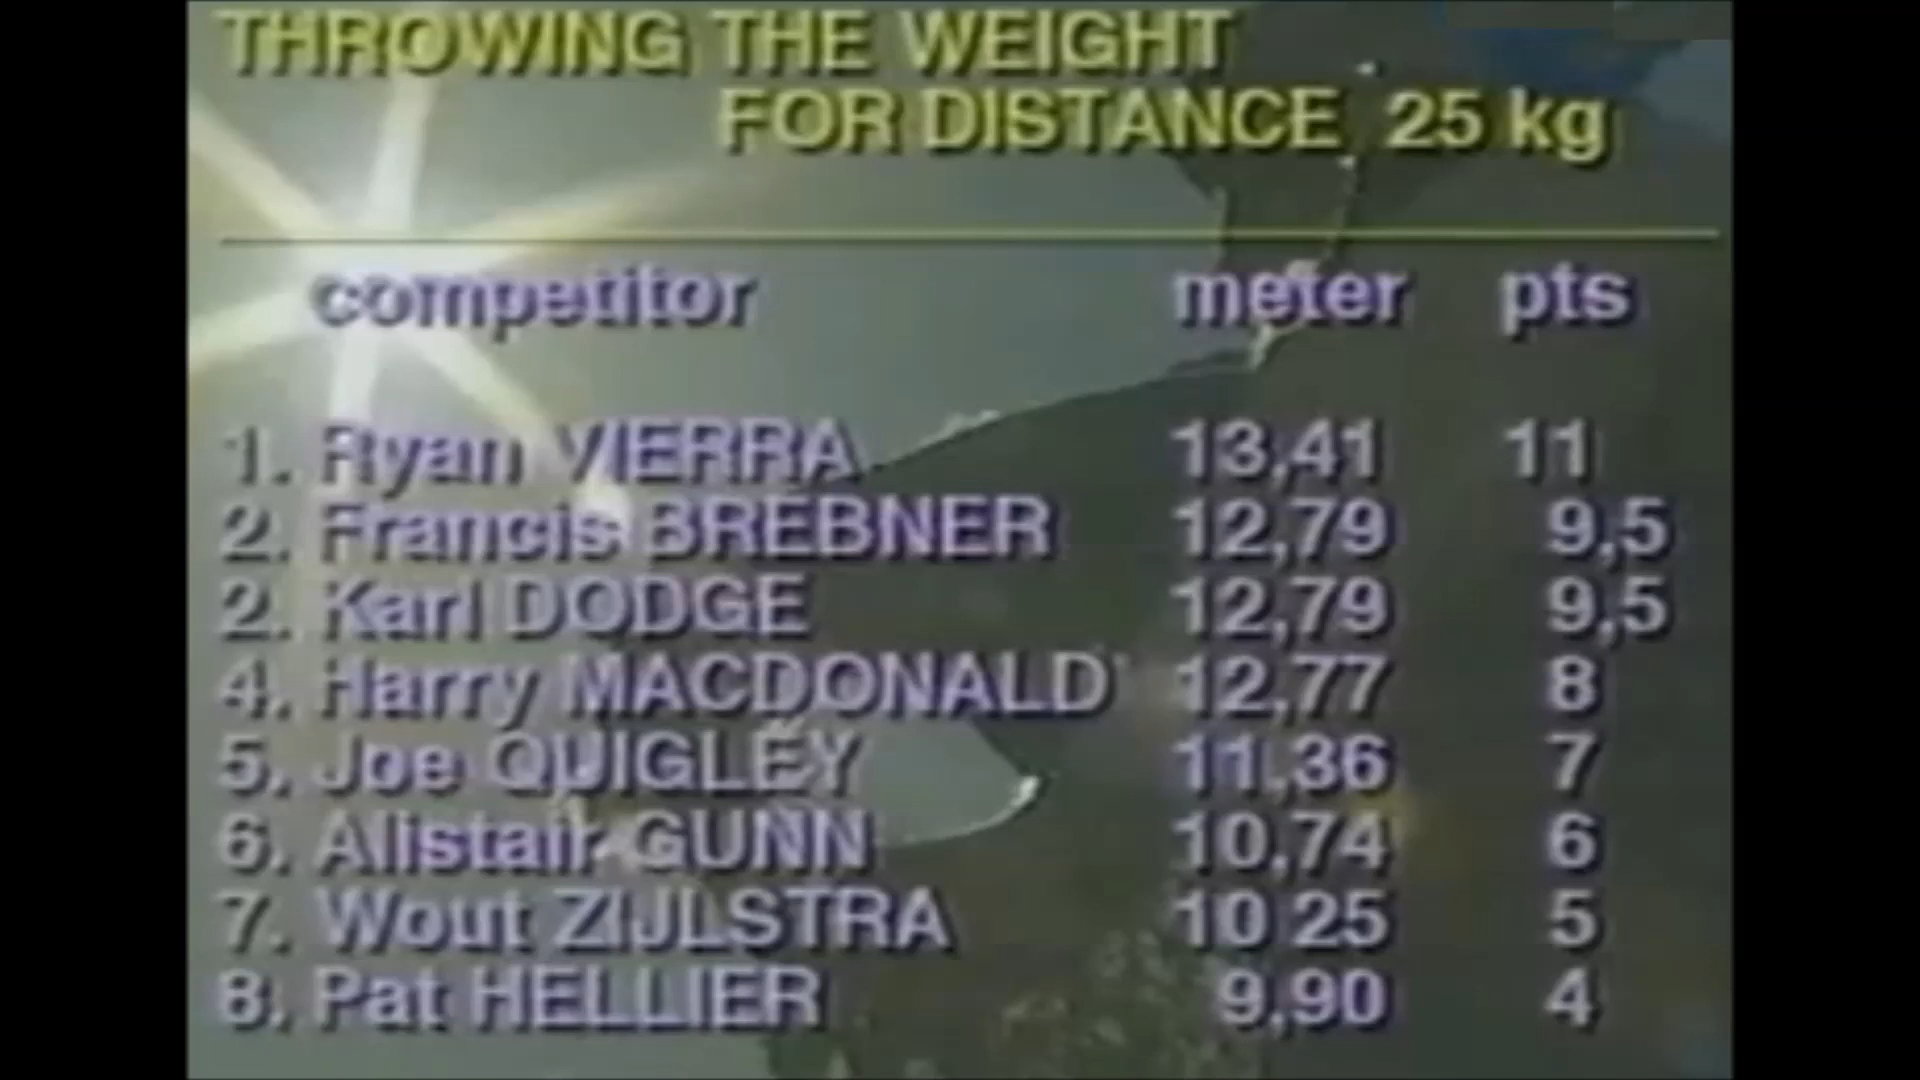 THROWING THE WEIGHT
FOR DISTANCE 25 kg
competitor meter pts
1. Ryan VIERRA 13,41 11
2. Francis BREBNER 12,79 9,5
2. Karl DODGE 12,79 9,5
4. Harry MACDONALD 12,77 8
5. Joe QUIGLEY 11,36 7
6. Alistair GUNN 10,74 6
7. Wout ZIJLSTRA 10 25 5
8. Pat HELLIER 9,90 4